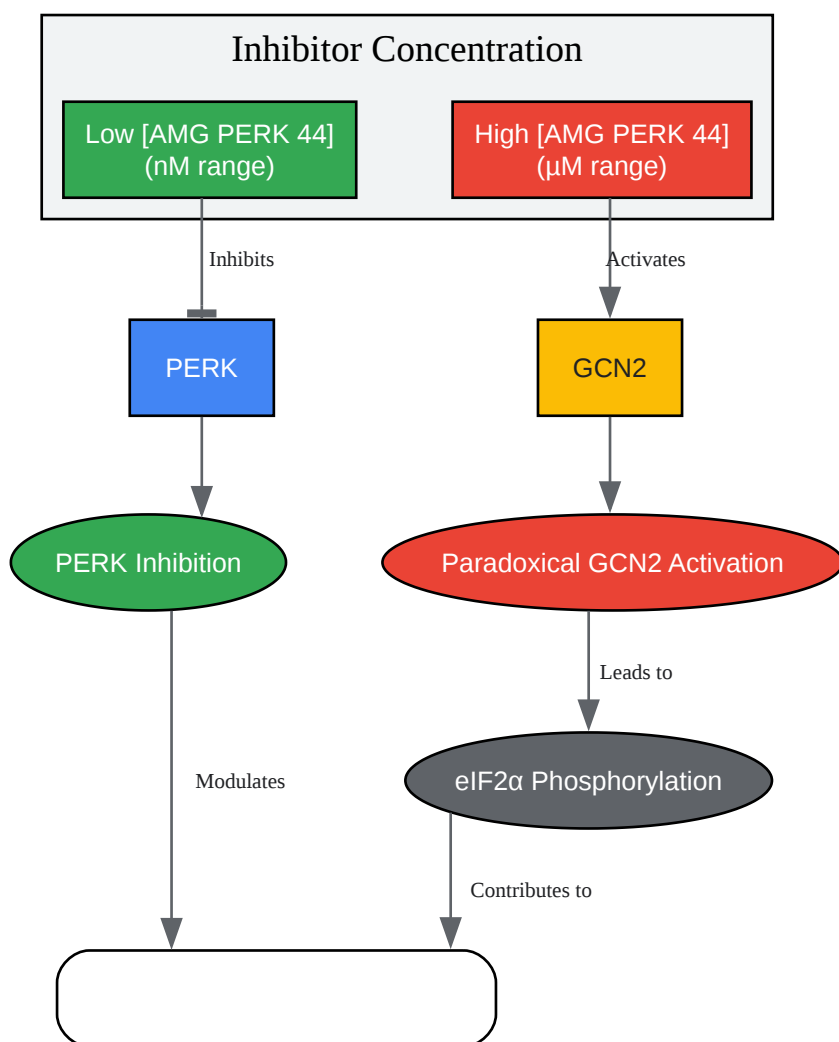 Inhibitor Concentration
Low [AMG PERK 44]
(nM range)
High [AMG PERK 44]
(µM range)
Inhibits
Activates
PERK
GCN2
PERK Inhibition
Paradoxical GCN2 Activation
Leads to
Modulates
eIF2α Phosphorylation
Contributes to